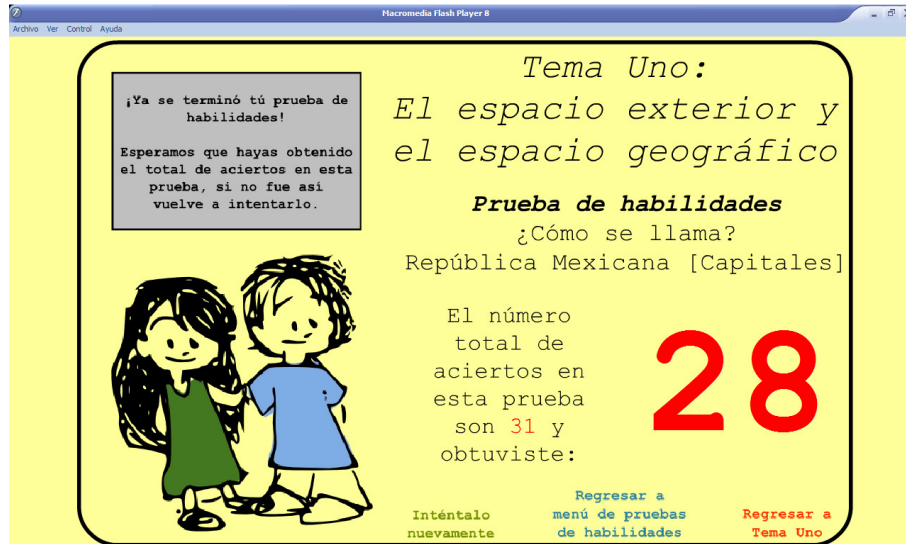 Macromedia Flash Player 8
Archivo Ver Control Ayuda
¡Ya se terminó tú prueba de
habilidades!
Esperamos que hayas obtenido
el total de aciertos en esta
prueba, si no fue asi
vuelve a intentarlo.
Tema Uno:
El espacio exterior y
el espacio geográfico
Prueba de habilidades
¿Cómo se llama?
República Mexicana [Capitales]
El número
total de
aciertos en
esta prueba
son 31 y
obtuviste:
28
Inténtalo
nuevamente
Regresar a
menú de pruebas
de habilidades
Regresar a
Tema Uno